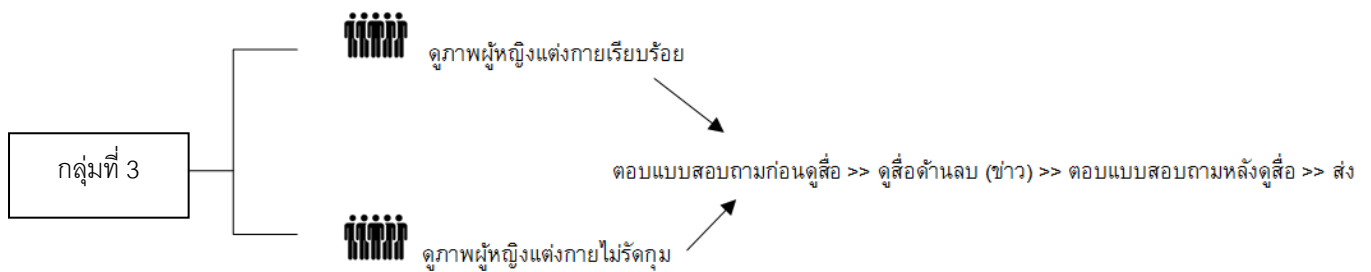 ดูภาพผู้หญิงแต่งกายเรียบร้อย
กลุ่มที่ 3
ตอบแบบสอบถามก่อนดูสื่อ >> ดูสื่อด้านลบ (ข่าว) >> ตอบแบบสอบถามหลังดูสื่อ >> ส่ง
ดูภาพผู้หญิงแต่งกายไม่รัดกุม